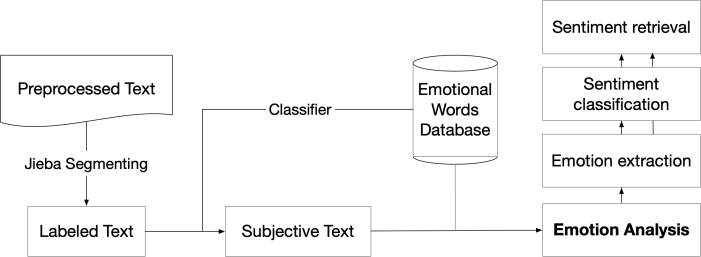 Sentiment retrieval
Preprocessed Text
Emotional
Words
Database
Sentiment
classification
Classifier
Jieba Segmenting
Emotion extraction
Labeled Text
Subjective Text
Emotion Analysis